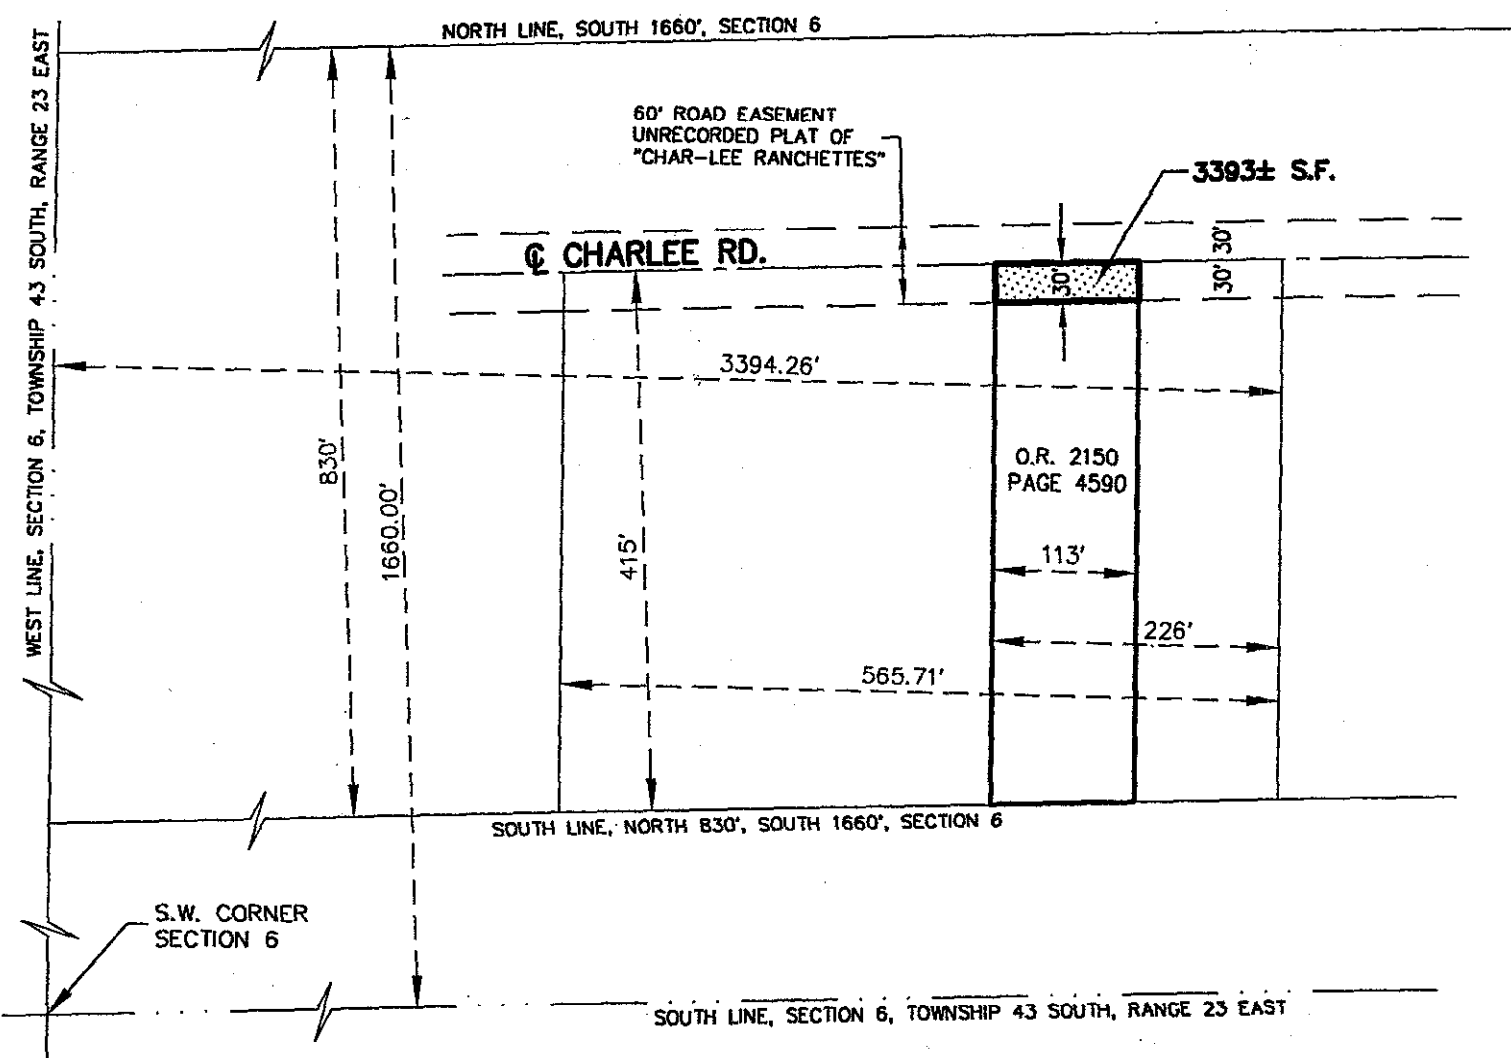 NORTH LINE, SOUTH 1660', SECTION 6
WEST LINE, SECTION 6, TOWNSHIP 43 SOUTH, RANGE 23 EAST
60' ROAD EASEMENT
UNRECORDED PLAT OF
"CHAR-LEE RANCHETTES"
3393± S.F.
℄ CHARLEE RD.
30'
30'
30'
3394.26'
830'
1660.00'
415'
O.R. 2150
PAGE 4590
113'
226'
565.71'
SOUTH LINE, NORTH 830', SOUTH 1660', SECTION 6
S.W. CORNER
SECTION 6
SOUTH LINE, SECTION 6, TOWNSHIP 43 SOUTH, RANGE 23 EAST